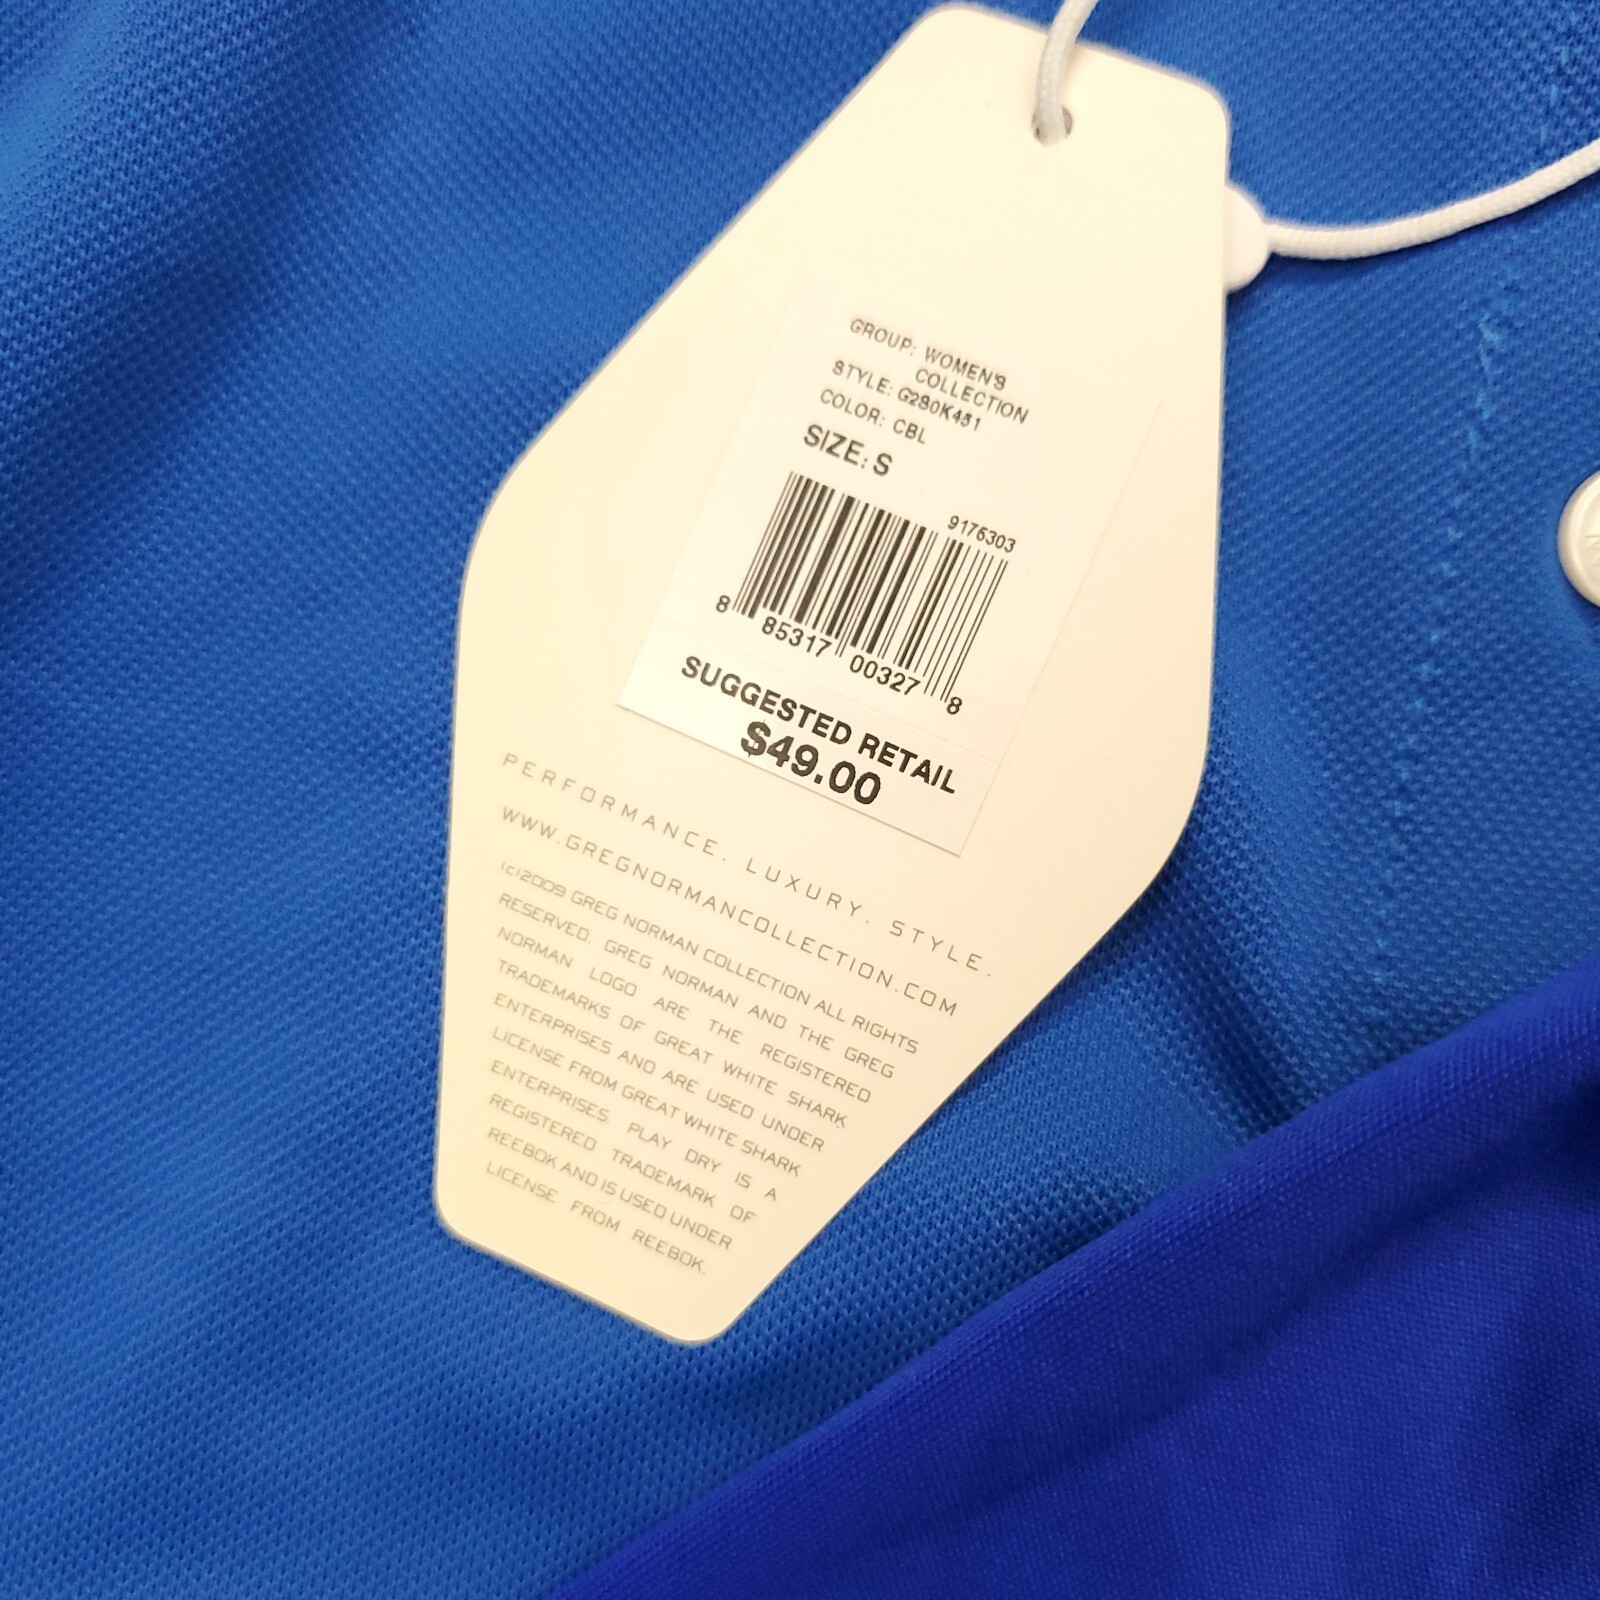 GROUP: WOMEN'S
COLLECTION
STYLE: G2S0K451
COLOR: CBL
SIZE: S
9175303
8 85317 00327 8
SUGGESTED RETAIL
$49.00
PERFORMANCE. LUXURY. STYLE.
WWW.GREGNORMANCOLLECTION.COM
(c)2009 GREG NORMAN COLLECTION ALL RIGHTS
RESERVED. GREG NORMAN AND THE GREG
NORMAN LOGO ARE THE REGISTERED
TRADEMARKS OF GREAT WHITE SHARK
ENTERPRISES AND ARE USED UNDER
LICENSE FROM GREAT WHITE SHARK
ENTERPRISES. PLAY DRY IS A
REGISTERED TRADEMARK OF
REEBOK AND IS USED UNDER
LICENSE FROM REEBOK.